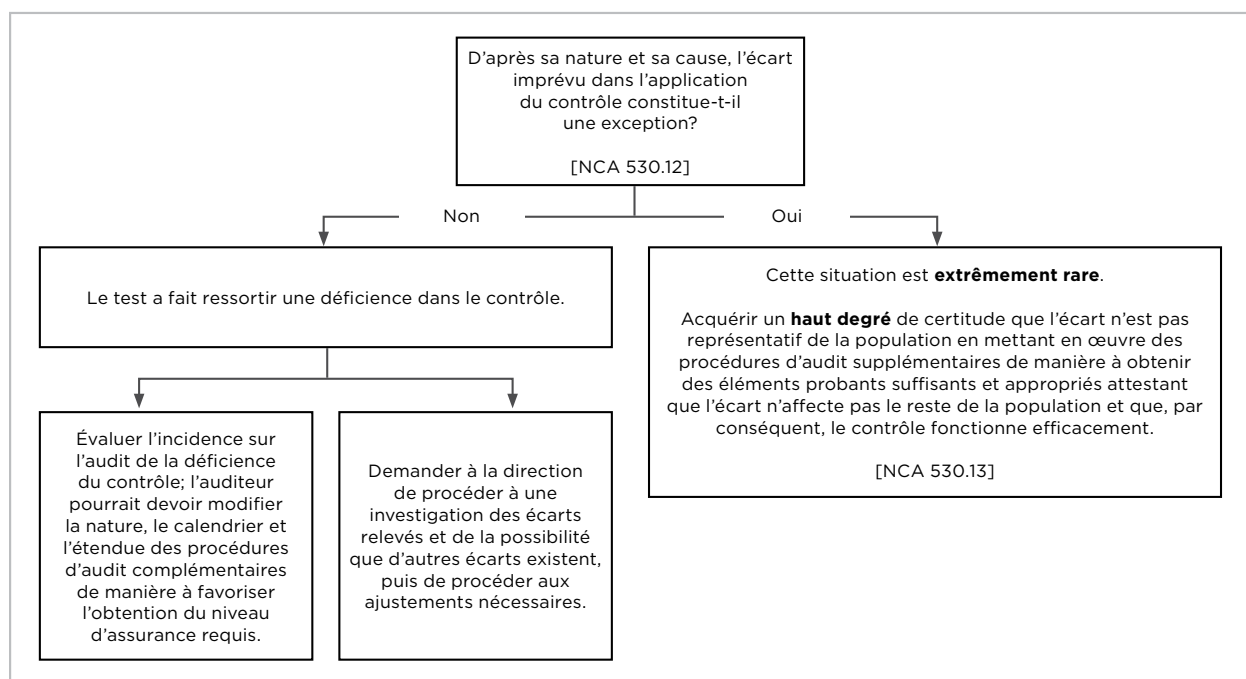 D'après sa nature et sa cause, l'écart
imprévu dans l'application
du contrôle constitue-t-il
une exception?
[NCA 530.12]
Non
Oui
Le test a fait ressortir une déficience dans le contrôle.
Cette situation est extrêmement rare.
Acquérir un haut degré de certitude que l'écart n'est pas
représentatif de la population en mettant en œuvre des
procédures d'audit supplémentaires de manière à obtenir
des éléments probants suffisants et appropriés attestant
que l'écart n'affecte pas le reste de la population et que, par
conséquent, le contrôle fonctionne efficacement.
[NCA 530.13]
Évaluer l'incidence sur
l'audit de la déficience
du contrôle; l'auditeur
pourrait devoir modifier
la nature, le calendrier et
l'étendue des procédures
d'audit complémentaires
de manière à favoriser
l'obtention du niveau
d'assurance requis.
Demander à la direction
de procéder à une
investigation des écarts
relevés et de la possibilité
que d'autres écarts existent,
puis de procéder aux
ajustements nécessaires.